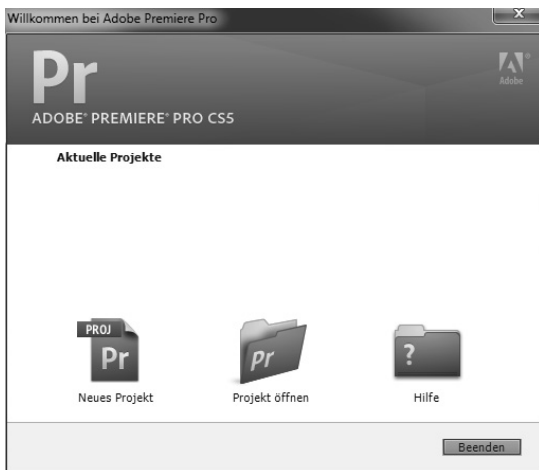 Willkommen bei Adobe Premiere Pro
X
Pr
Adobe
ADOBE® PREMIERE® PRO CS5
Aktuelle Projekte
PROJ
Pr
Pr
?
Neues Projekt
Projekt öffnen
Hilfe
Beenden